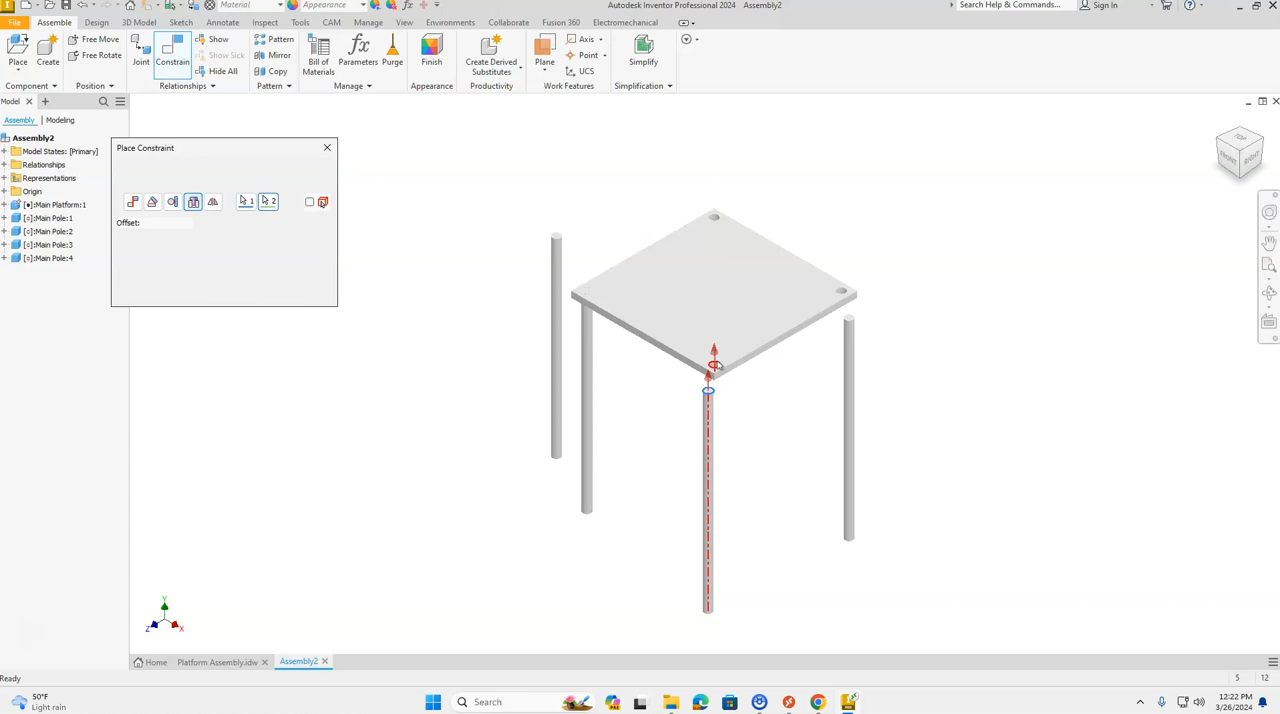 Material
Appearance
Autodesk Inventor Professional 2024 Assembly2
Search Help & Commands...
Sign In
File Assemble Design 3D Model Sketch Annotate Inspect Tools CAM Manage View Environments Collaborate Fusion 360 Electromechanical
Place
Create
Free Move
Free Rotate
Joint
Constrain
Show
Show Sick
Hide All
Pattern
Mirror
Copy
Bill of
Materials
Parameters
Purge
Finish
Create Derived
Substitutes
Plane
Axis
Point
UCS
Simplify
Component
Position
Relationships
Pattern
Manage
Appearance
Productivity
Work Features
Simplification
Model
Assembly
Modeling
Assembly2
Model States: [Primary]
Relationships
Representations
Origin
[●]:Main Platform:1
[○]:Main Pole:1
[○]:Main Pole:2
[○]:Main Pole:3
[○]:Main Pole:4
Place Constraint
1
2
Offset:
TOP
FRONT
RIGHT
Y
Z
X
Home
Platform Assembly.idw
Assembly2
Ready
5
12
50°F
Light rain
Search
12:22 PM
3/26/2024